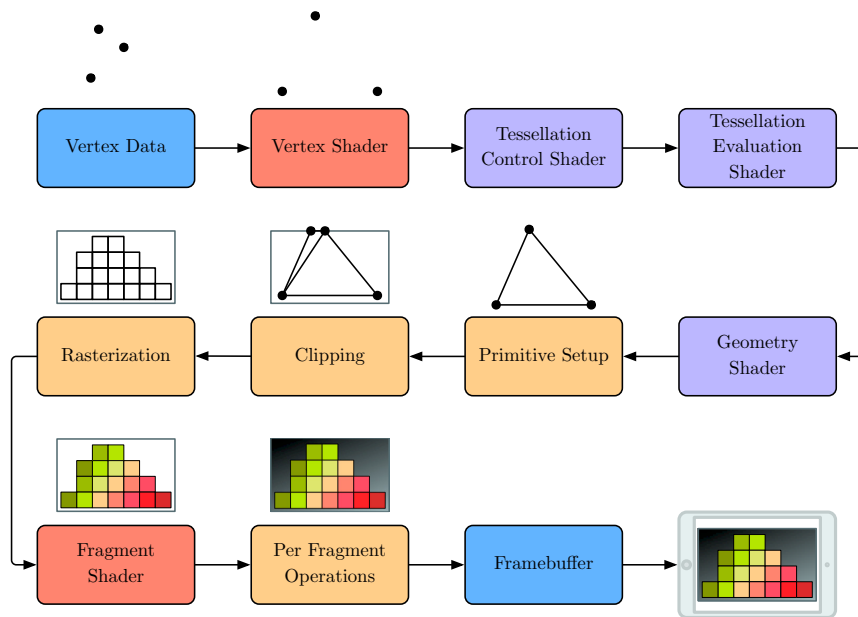 Vertex Data
Vertex Shader
Tessellation
Control Shader
Tessellation
Evaluation
Shader
Rasterization
Clipping
Primitive Setup
Geometry
Shader
Fragment
Shader
Per Fragment
Operations
Framebuffer